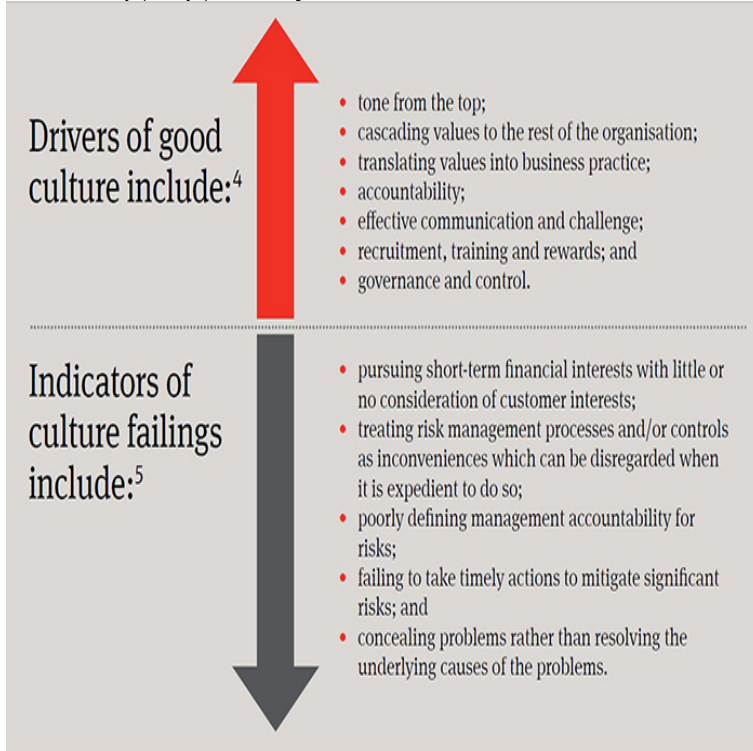 Drivers of good
culture include:4
• tone from the top;
• cascading values to the rest of the organisation;
• translating values into business practice;
• accountability;
• effective communication and challenge;
• recruitment, training and rewards; and
• governance and control.
Indicators of
culture failings
include:5
• pursuing short-term financial interests with little or
no consideration of customer interests;
• treating risk management processes and/or controls
as inconveniences which can be disregarded when
it is expedient to do so;
• poorly defining management accountability for
risks;
• failing to take timely actions to mitigate significant
risks; and
• concealing problems rather than resolving the
underlying causes of the problems.